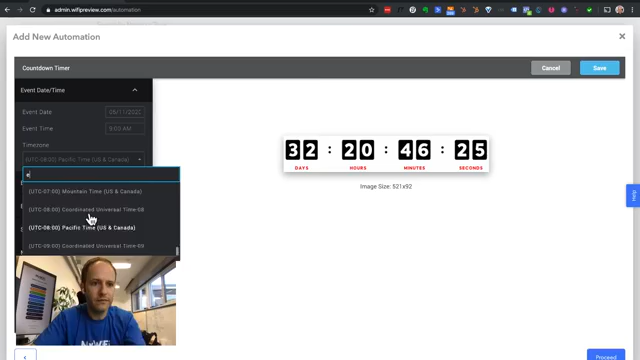 admin.wifipreview.com/automation
Add New Automation
Countdown Timer
Cancel
Save
Event Date/Time
Event Date
05/11/202
Event Time
9:00 AM
Timezone
(UTC-08:00) Pacific Time (US & Canada)
e
(UTC-07:00) Mountain Time (US & Canada)
(UTC-08:00) Coordinated Universal Time-08
(UTC-08:00) Pacific Time (US & Canada)
(UTC-09:00) Coordinated Universal Time-09
32 : 20 : 46 : 25
DAYS HOURS MINUTES SECONDS
Image Size: 521x92
Help
Proceed